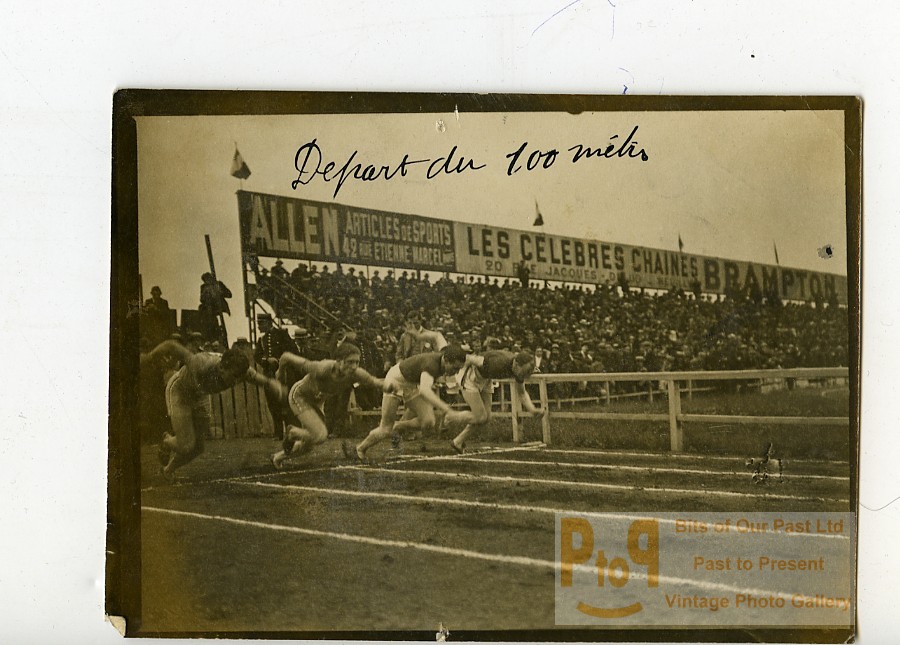 Depart du 100 mètres
ALLEN ARTICLES DE SPORTS
42 RUE ETIENNE MARCEL PARIS
LES CELEBRES CHAINES BRAMPTON
20 RUE JACQUES
PtoP
Bits of Our Past Ltd
Past to Present
Vintage Photo Gallery